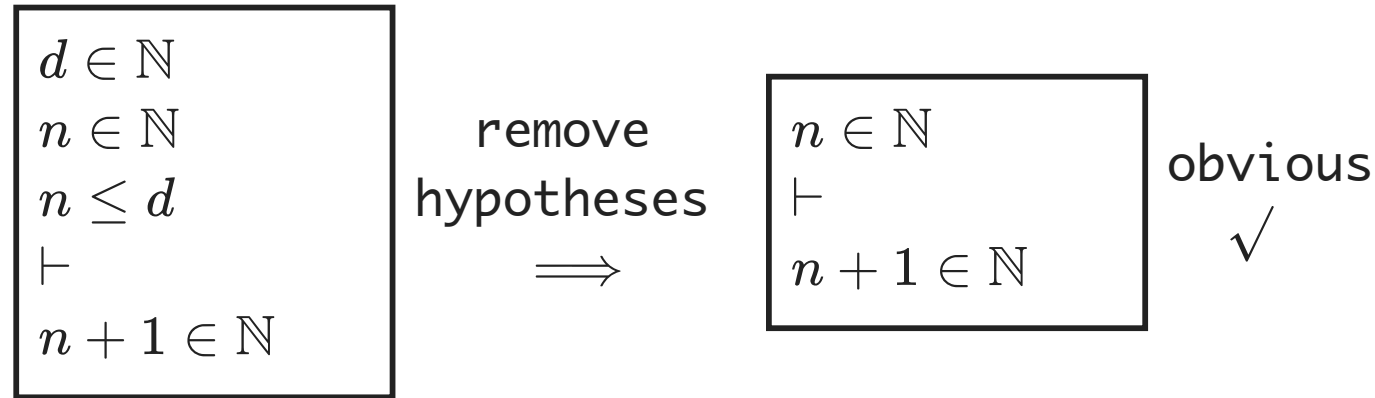 d ∈ ℕ
n ∈ ℕ
n ≤ d
⊢
n + 1 ∈ ℕ
remove
hypotheses
⟹
n ∈ ℕ
⊢
n + 1 ∈ ℕ
obvious
√